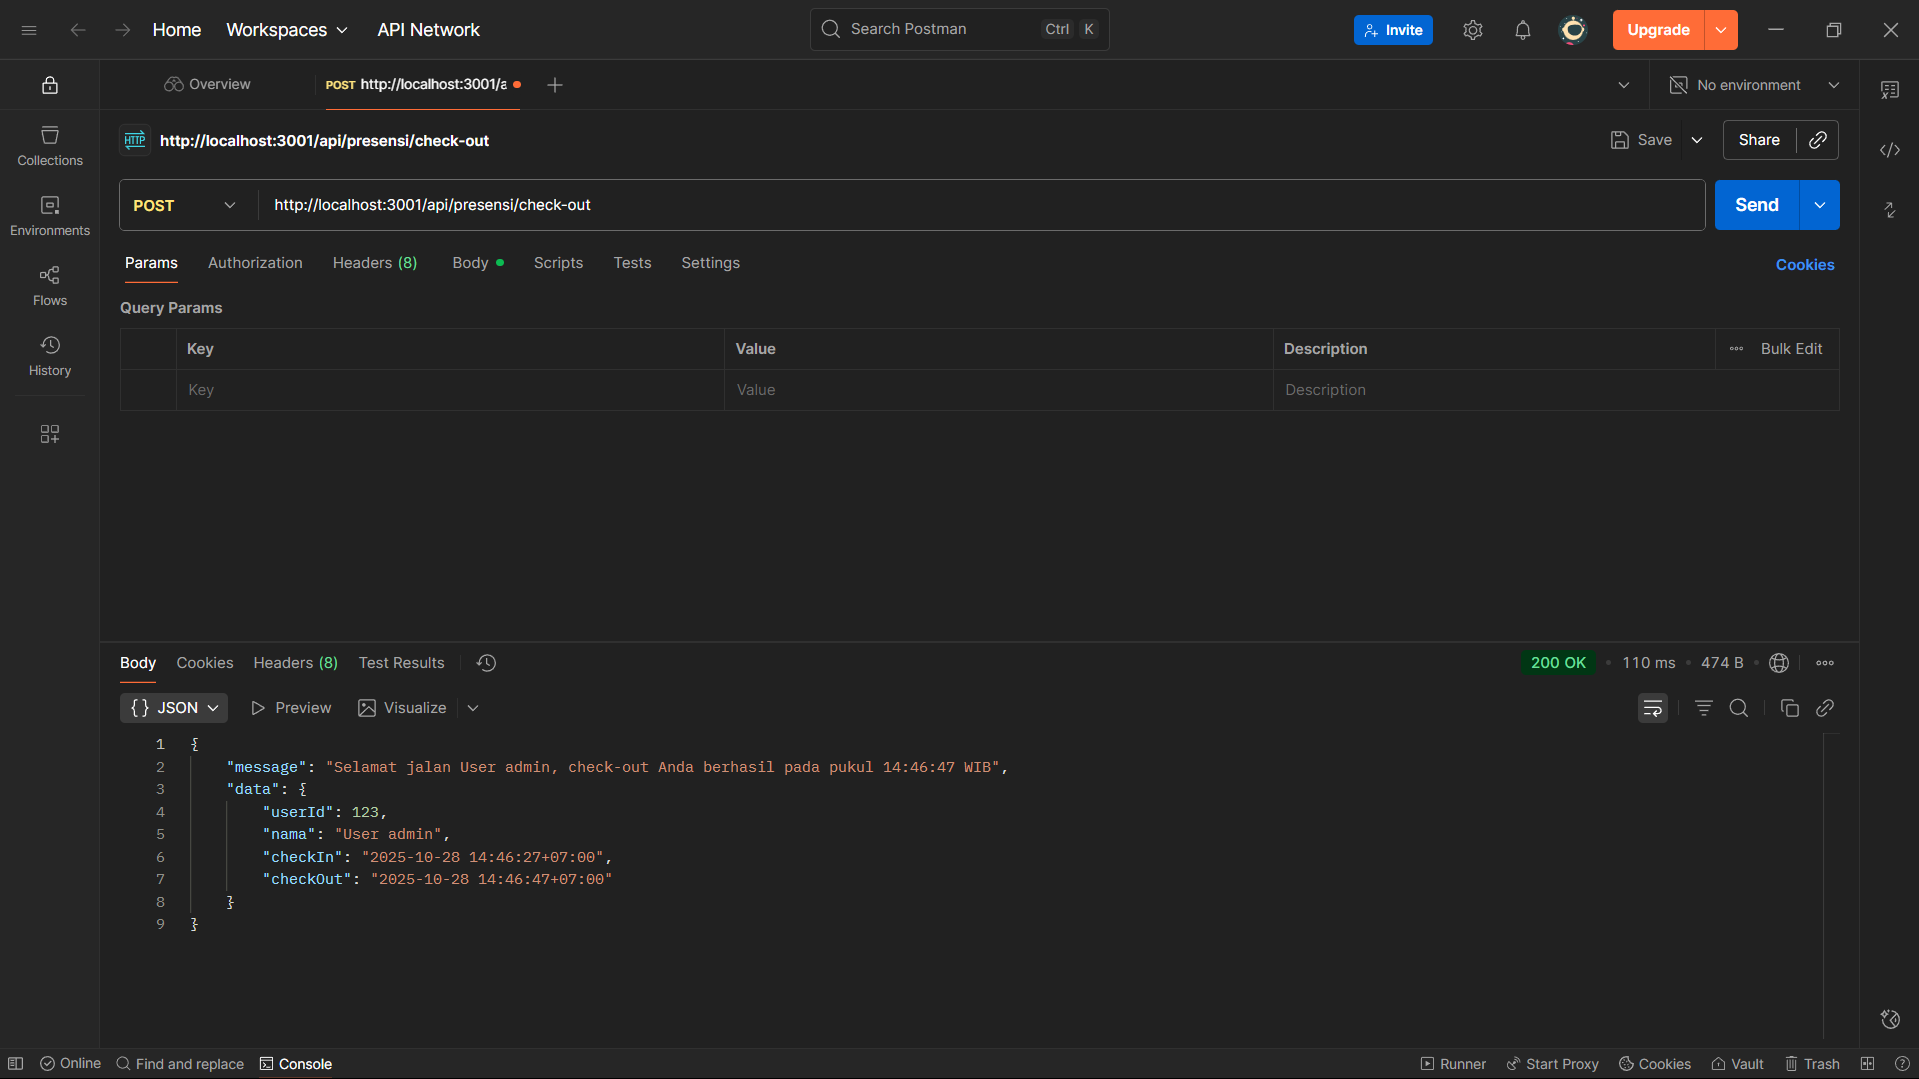 Home Workspaces API Network Search Postman Ctrl K Invite Upgrade
Overview POST http://localhost:3001/a No environment
HTTP http://localhost:3001/api/presensi/check-out Save Share
POST http://localhost:3001/api/presensi/check-out Send
Collections
Environments
Flows
History
Params Authorization Headers (8) Body Scripts Tests Settings Cookies
Query Params
Key Value Description Bulk Edit
Key Value Description
Body Cookies Headers (8) Test Results 200 OK 110 ms 474 B
{} JSON Preview Visualize
1 {
2 "message": "Selamat jalan User admin, check-out Anda berhasil pada pukul 14:46:47 WIB",
3 "data": {
4 "userId": 123,
5 "nama": "User admin",
6 "checkIn": "2025-10-28 14:46:27+07:00",
7 "checkOut": "2025-10-28 14:46:47+07:00"
8 }
9 }
Online Find and replace Console Runner Start Proxy Cookies Vault Trash